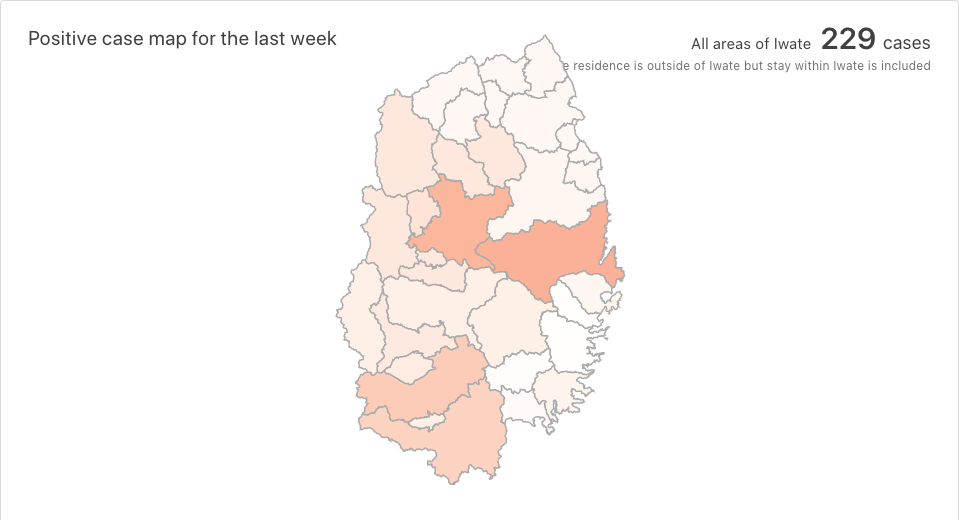 Positive case map for the last week
All areas of Iwate 229 cases
residence is outside of Iwate but stay within Iwate is included